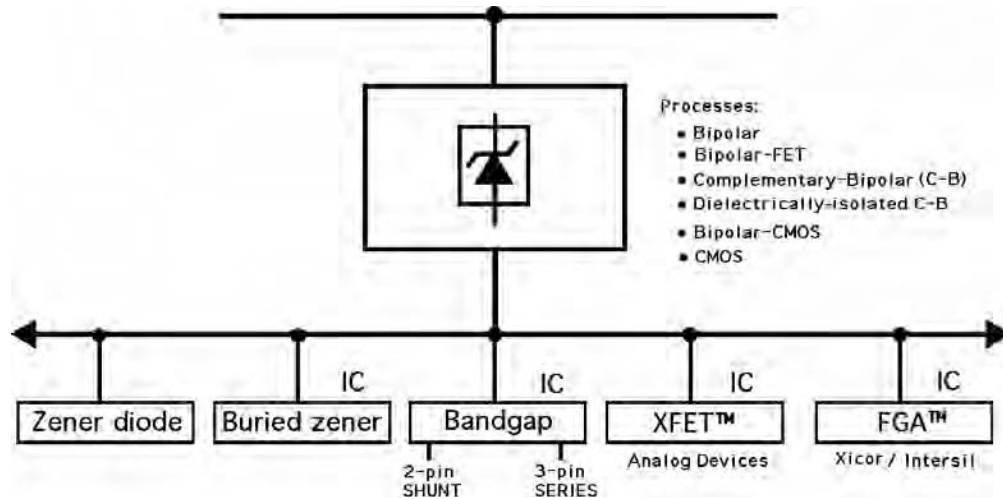 Processes:
• Bipolar
• Bipolar-FET
• Complementary-Bipolar (C-B)
• Dielectrically-isolated C-B
• Bipolar-CMOS
• CMOS
IC IC IC IC
Zener diode Buried zener Bandgap XFET™ FGA™
2-pin 3-pin Analog Devices Xicor / Intersil
SHUNT SERIES